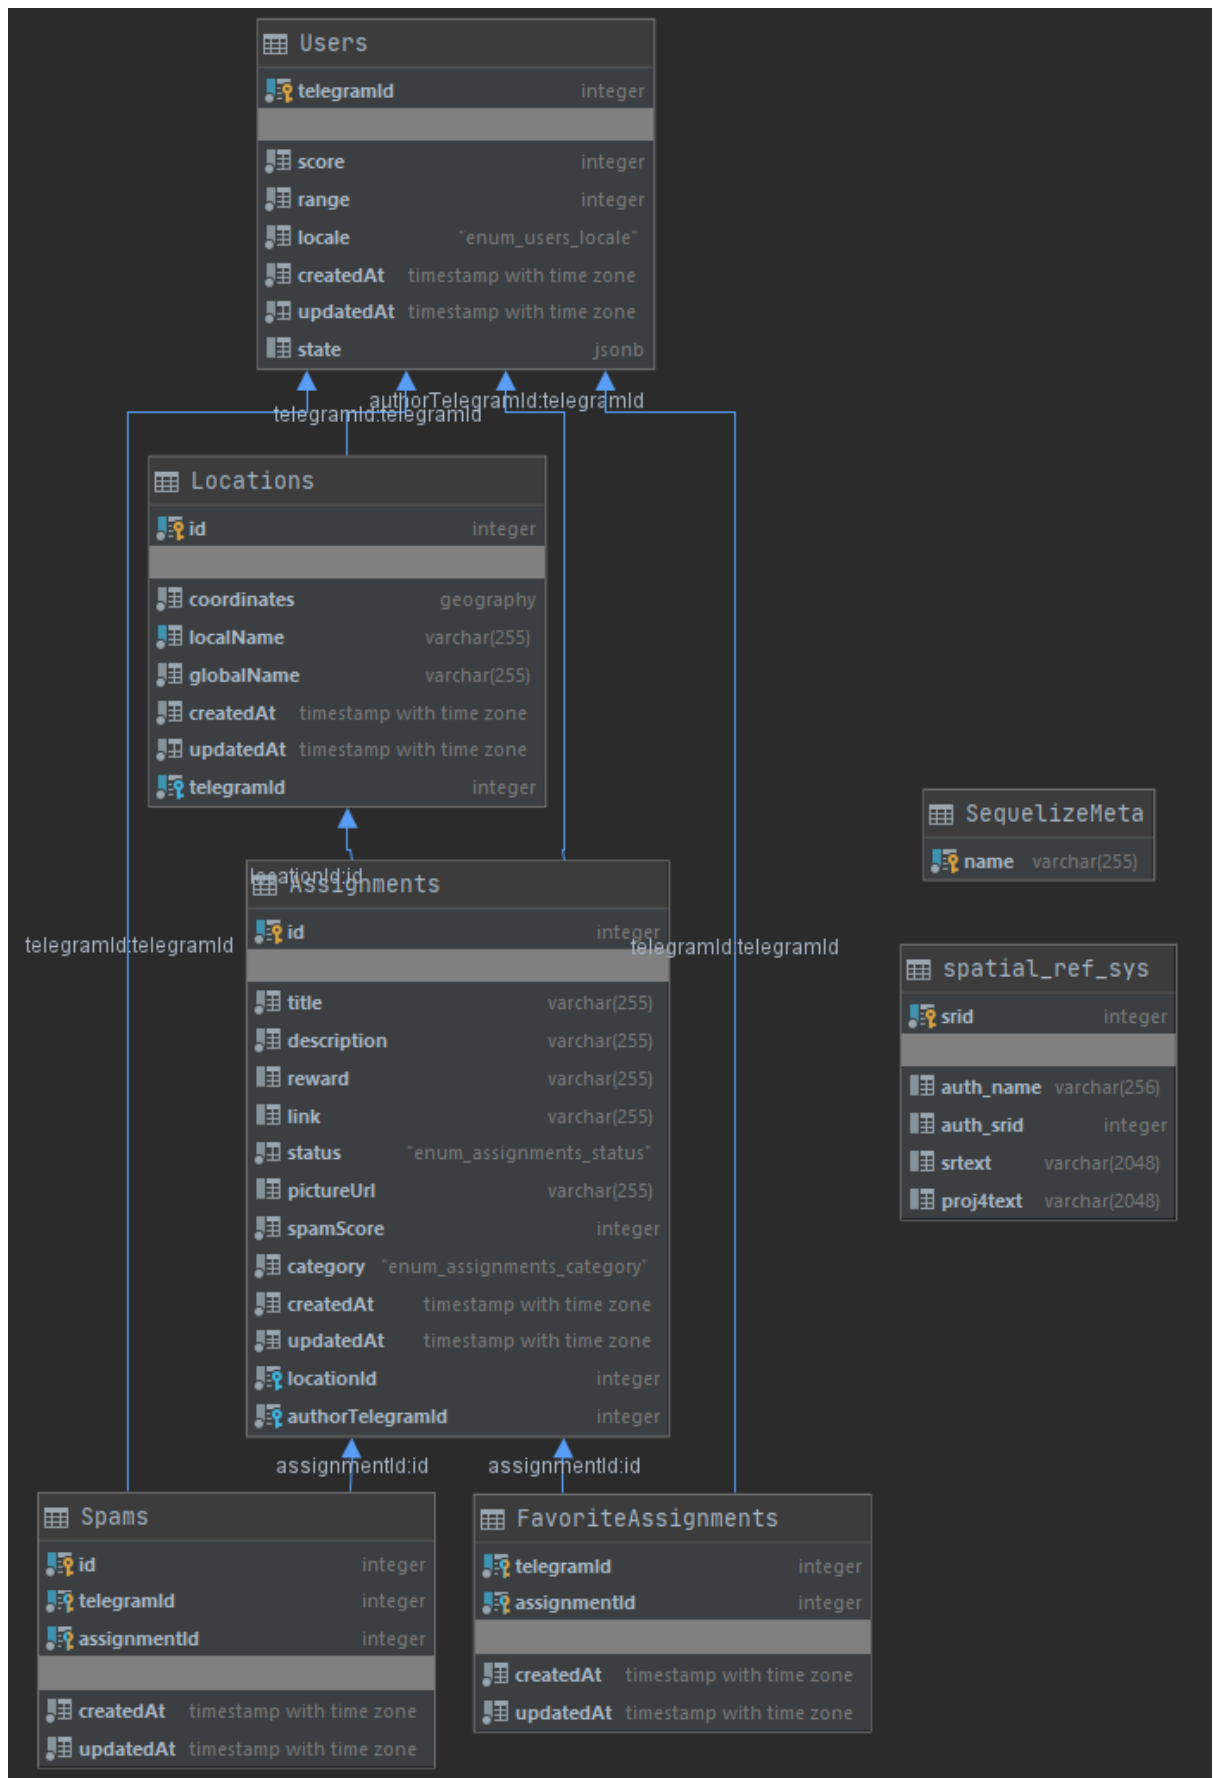 Users
telegramId integer
score integer
range integer
locale "enum_users_locale"
createdAt timestamp with time zone
updatedAt timestamp with time zone
state jsonb
authorTelegramId:telegramId
telegramId:telegramId
Locations
id integer
coordinates geography
localName varchar(255)
globalName varchar(255)
createdAt timestamp with time zone
updatedAt timestamp with time zone
telegramId integer
locationId:id
Assignments
id integer
telegramId:telegramId
telegramId:telegramId
title varchar(255)
description varchar(255)
reward varchar(255)
link varchar(255)
status "enum_assignments_status"
pictureUrl varchar(255)
spamScore integer
category "enum_assignments_category"
createdAt timestamp with time zone
updatedAt timestamp with time zone
locationId integer
authorTelegramId integer
assignmentId:id
assignmentId:id
Spams
id integer
telegramId integer
assignmentId integer
createdAt timestamp with time zone
updatedAt timestamp with time zone
FavoriteAssignments
telegramId integer
assignmentId integer
createdAt timestamp with time zone
updatedAt timestamp with time zone
SequelizeMeta
name varchar(255)
spatial_ref_sys
srid integer
auth_name varchar(256)
auth_srid integer
srtext varchar(2048)
proj4text varchar(2048)